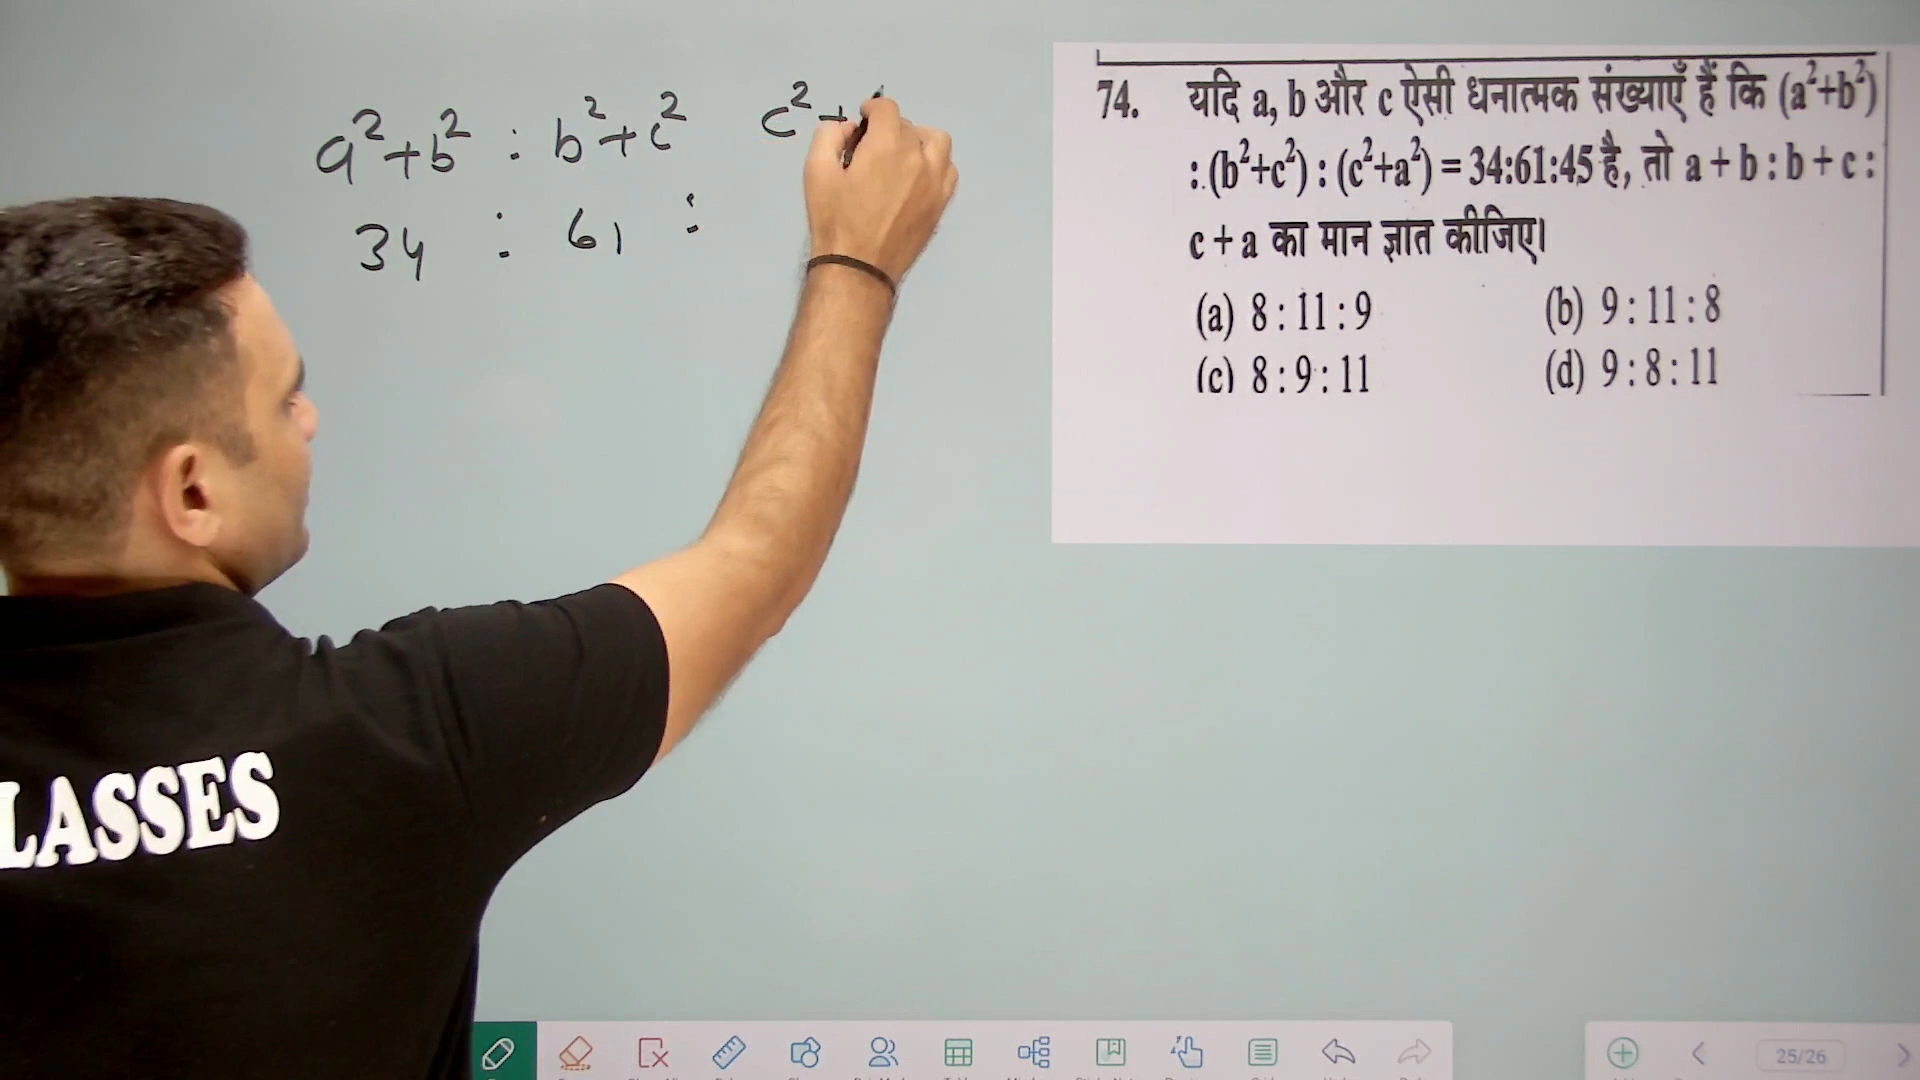 a²+b² : b²+c² c²+
34 : 61 :
74. यदि a, b और c ऐसी धनात्मक संख्याएँ हैं कि (a²+b²)
: (b²+c²) : (c²+a²) = 34:61:45 है, तो a + b : b + c :
c + a का मान ज्ञात कीजिए।
(a) 8 : 11 : 9 (b) 9 : 11 : 8
(c) 8 : 9 : 11 (d) 9 : 8 : 11
LASSES
25/26